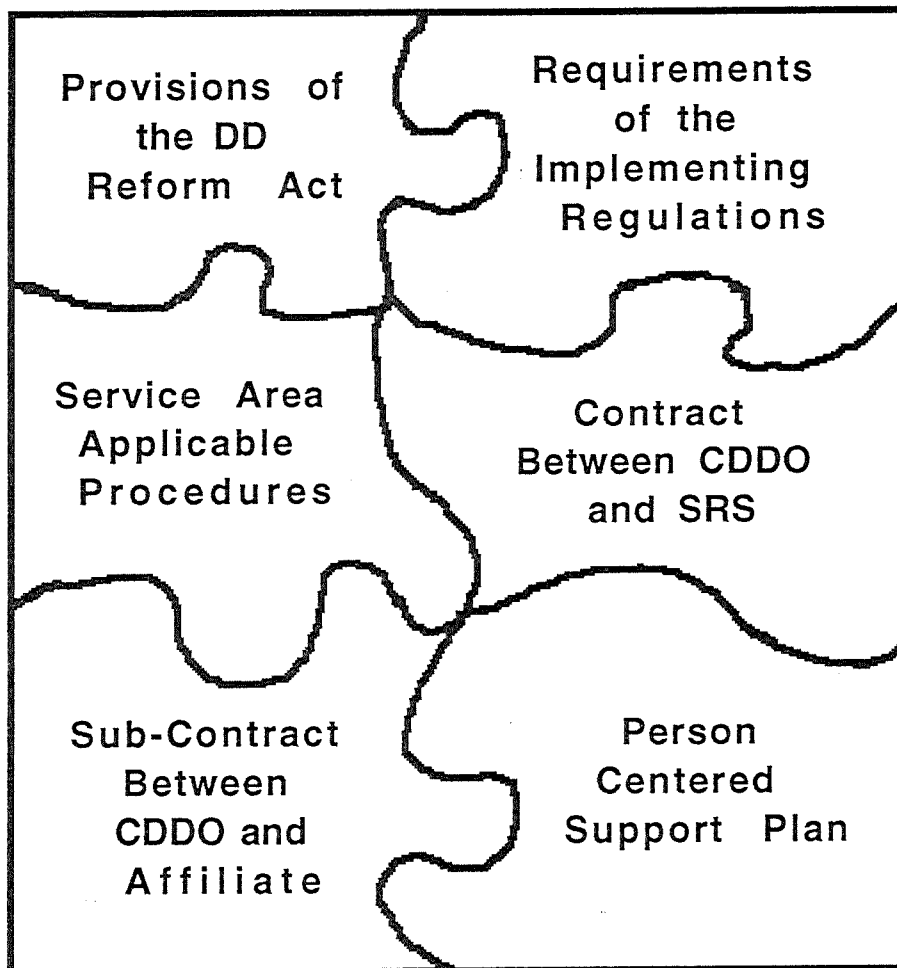 Provisions of
the DD
Reform Act
Requirements
of the
Implementing
Regulations
Service Area
Applicable
Procedures
Contract
Between CDDO
and SRS
Sub-Contract
Between
CDDO and
Affiliate
Person
Centered
Support Plan